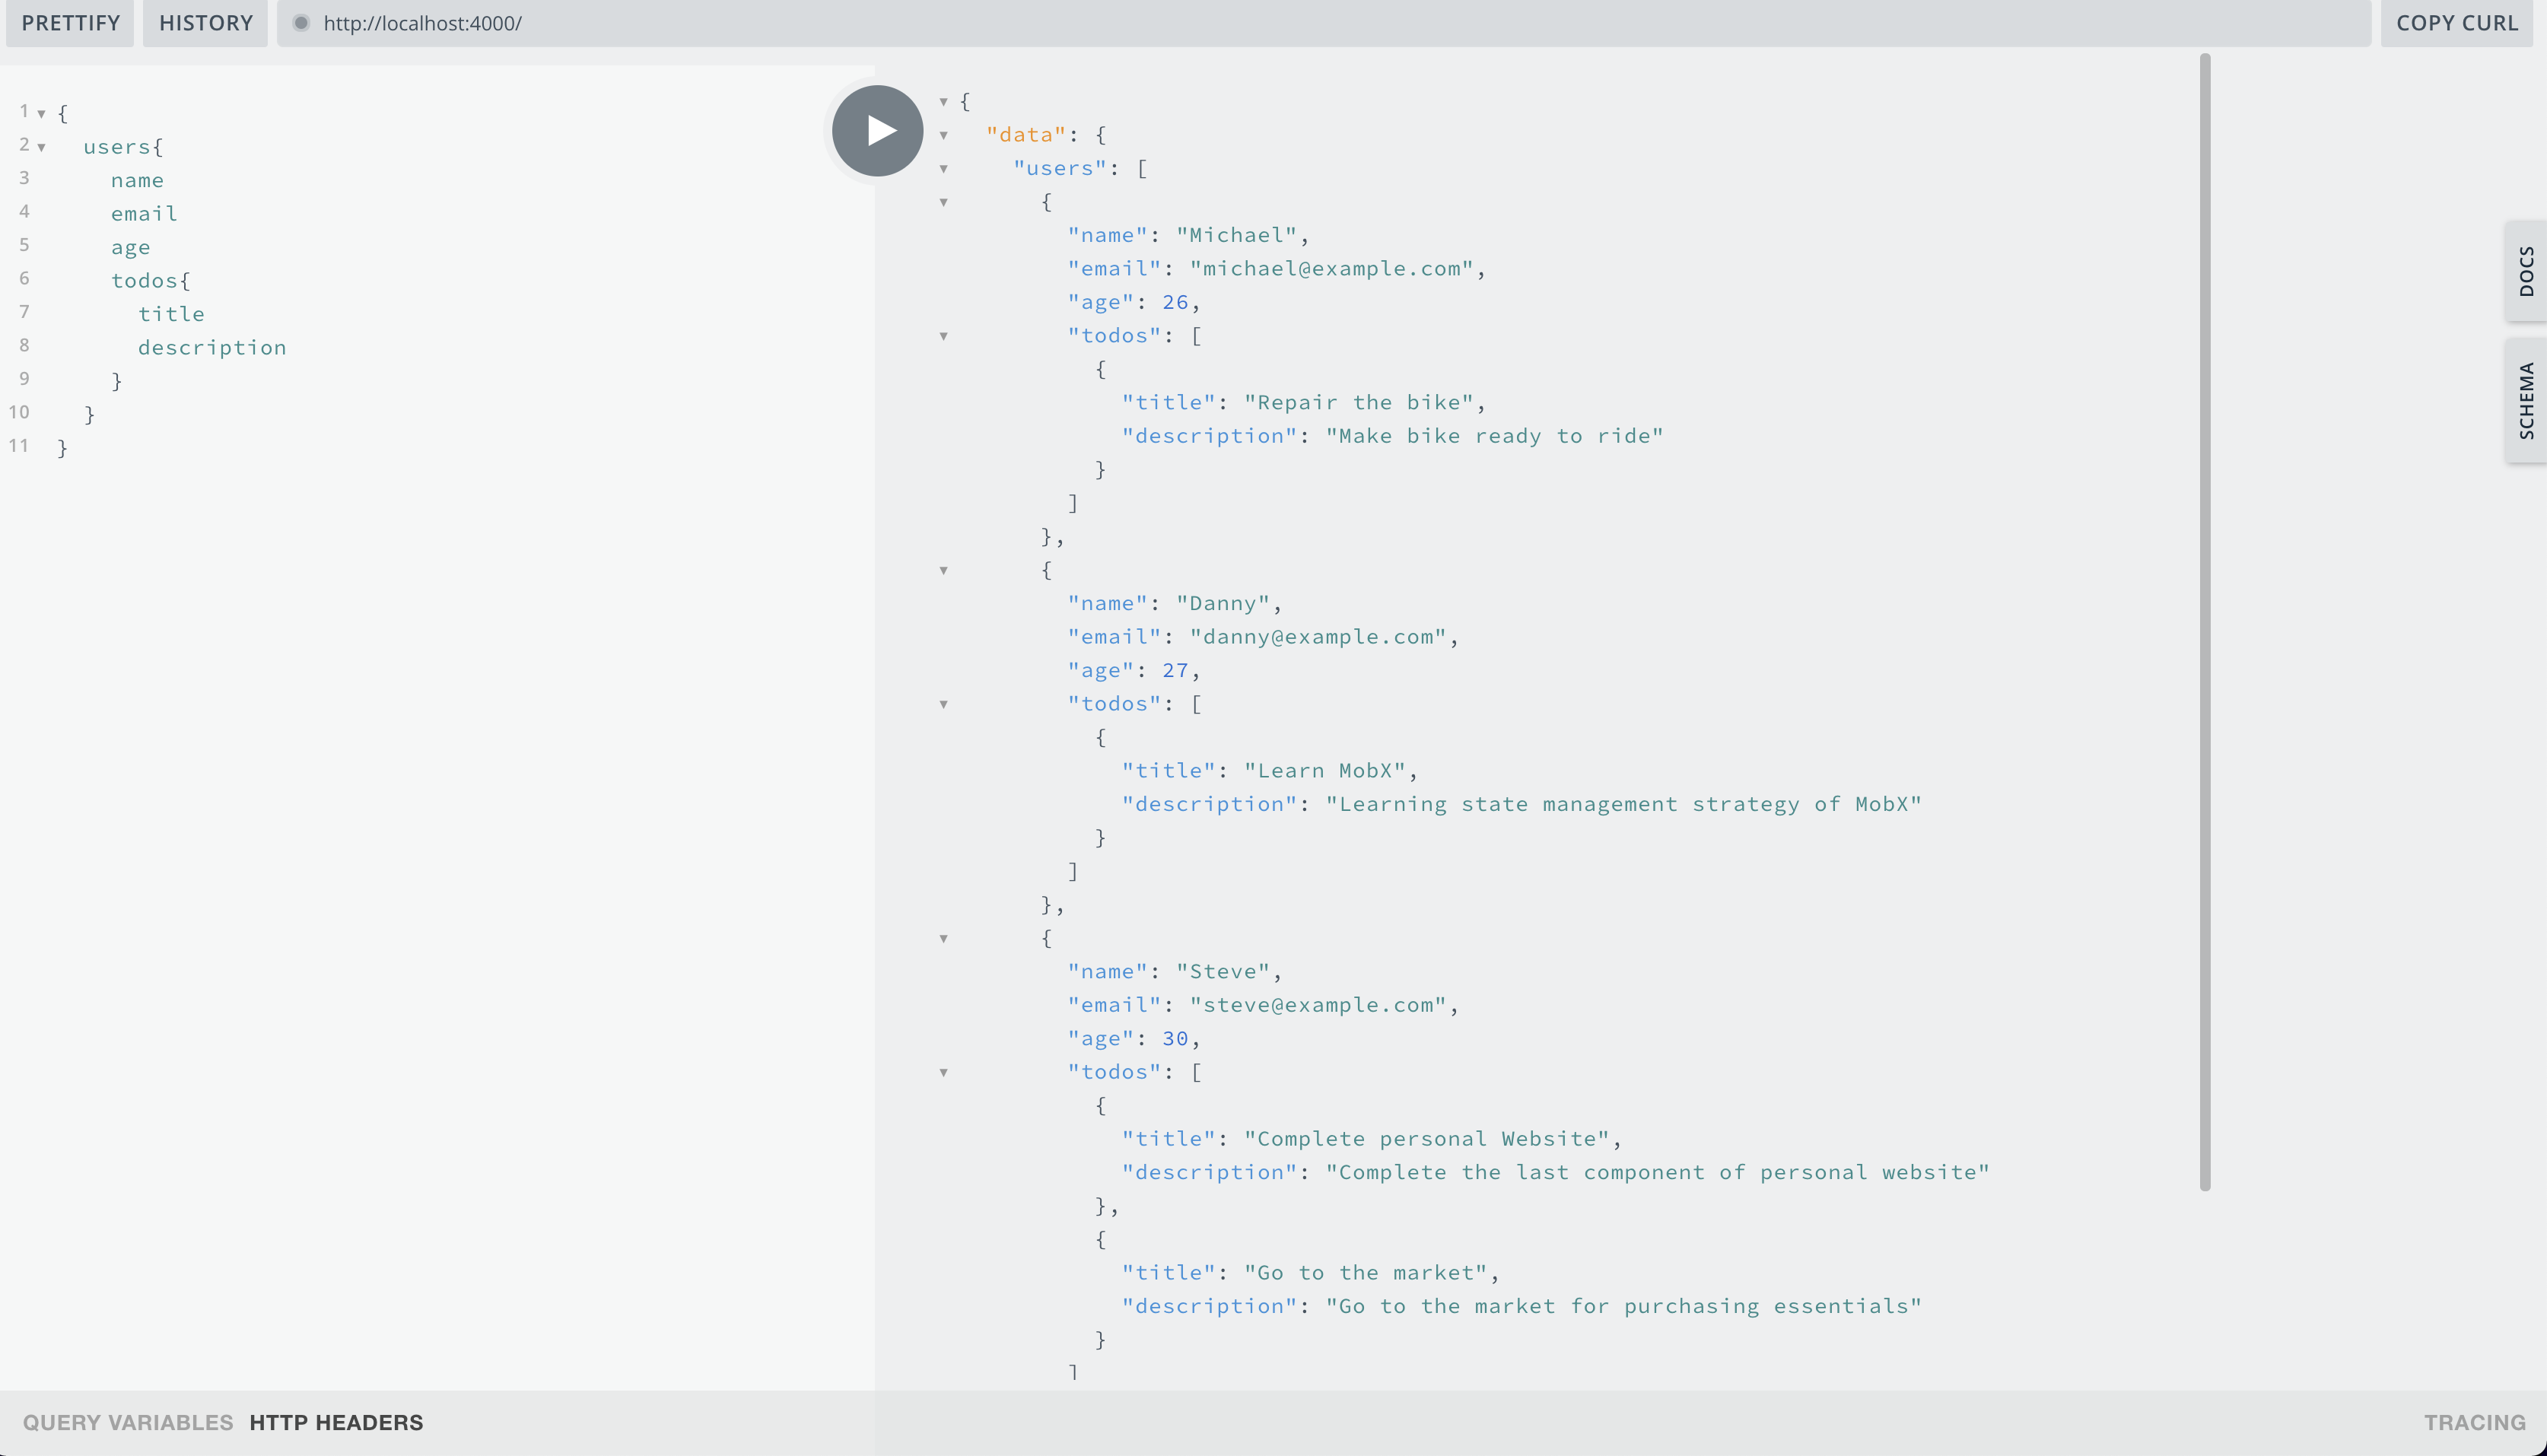 PRETTIFY HISTORY http://localhost:4000/ COPY CURL
1 {
2 users{
3 name
4 email
5 age
6 todos{
7 title
8 description
9 }
10 }
11 }
{
"data": {
"users": [
{
"name": "Michael",
"email": "michael@example.com",
"age": 26,
"todos": [
{
"title": "Repair the bike",
"description": "Make bike ready to ride"
}
]
},
{
"name": "Danny",
"email": "danny@example.com",
"age": 27,
"todos": [
{
"title": "Learn MobX",
"description": "Learning state management strategy of MobX"
}
]
},
{
"name": "Steve",
"email": "steve@example.com",
"age": 30,
"todos": [
{
"title": "Complete personal Website",
"description": "Complete the last component of personal website"
},
{
"title": "Go to the market",
"description": "Go to the market for purchasing essentials"
}
]
DOCS
SCHEMA
QUERY VARIABLES HTTP HEADERS TRACING